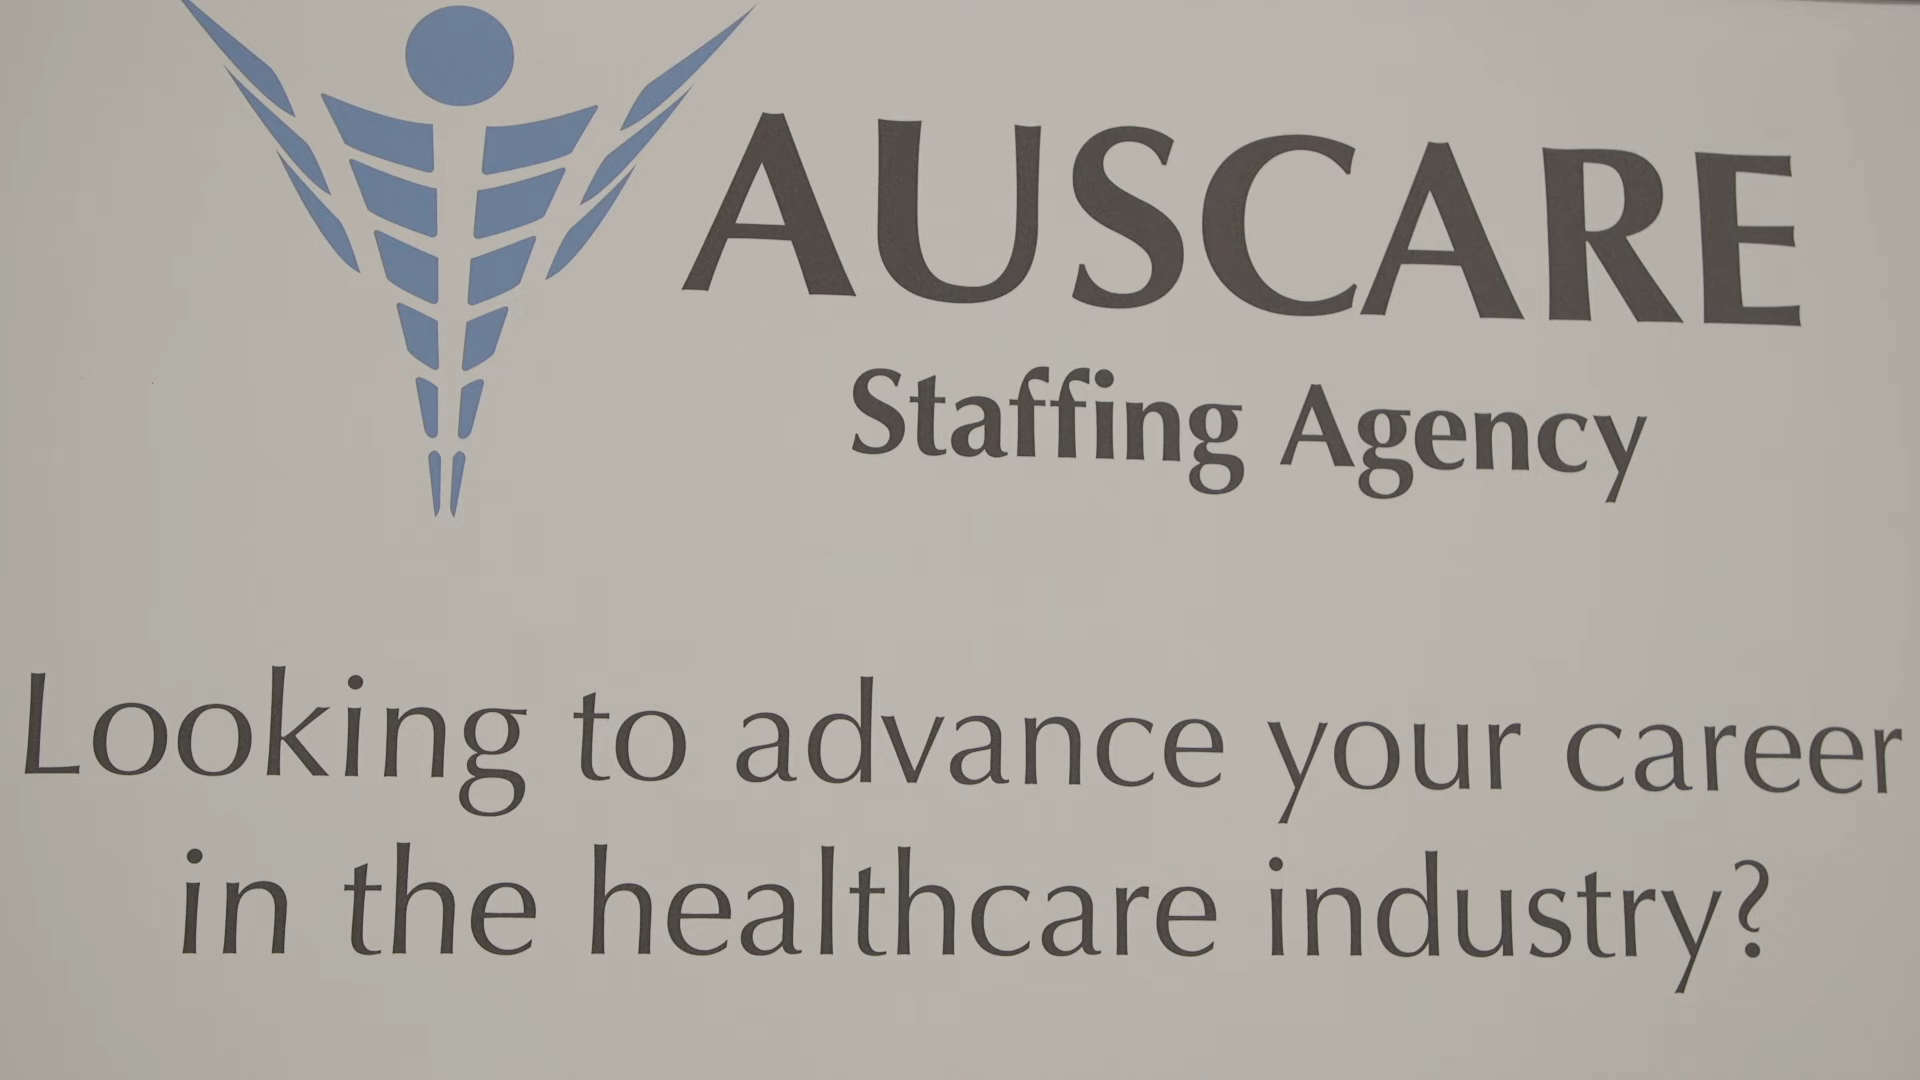 AUSCARE
Staffing Agency
Looking to advance your career
in the healthcare industry?